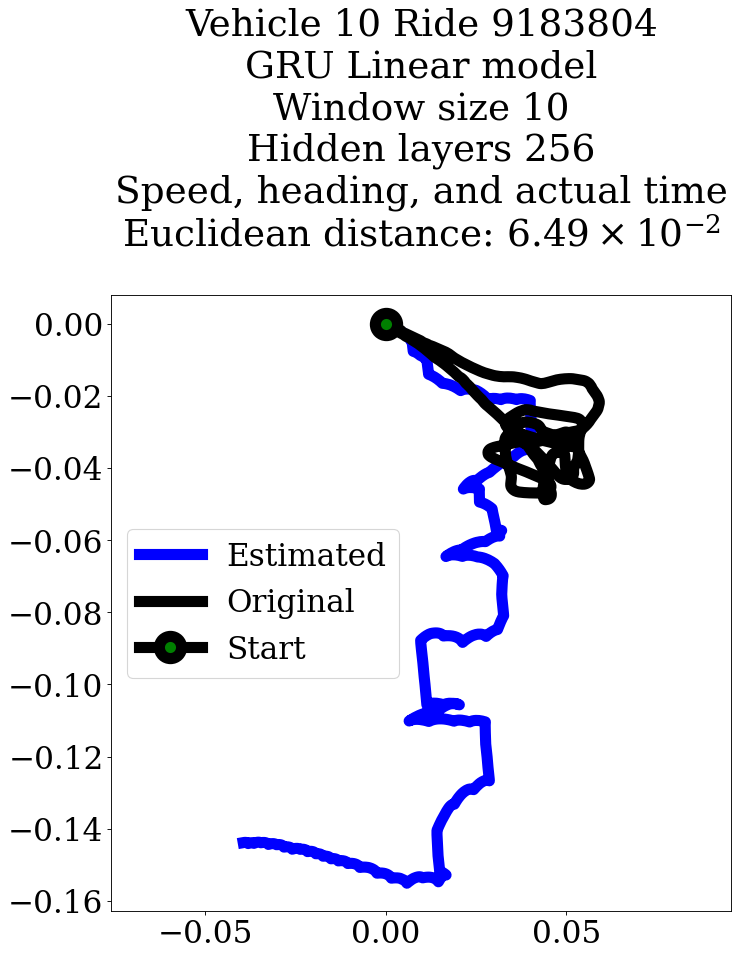 Vehicle 10 Ride 9183804
GRU Linear model
Window size 10
Hidden layers 256
Speed, heading, and actual time
Euclidean distance: 6.49 × 10⁻²
0.00
−0.02
−0.04
−0.06
−0.08
−0.10
−0.12
−0.14
−0.16
Estimated
Original
Start
−0.05
0.00
0.05